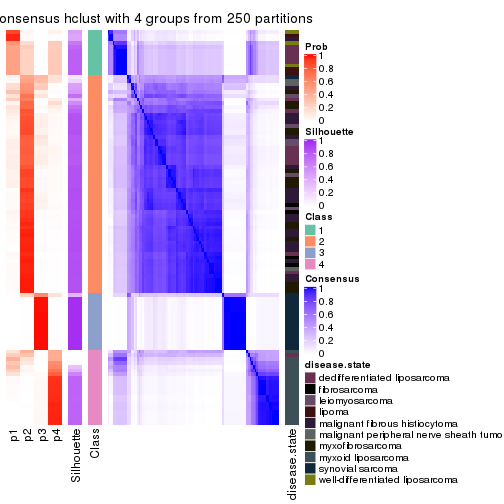 onsensus hclust with 4 groups from 250 partitions
Prob
1
0.8
0.6
0.4
0.2
0
Silhouette
1
0.8
0.6
0.4
0.2
0
Class
1
2
3
4
Consensus
1
0.8
0.6
0.4
0.2
0
disease.state
dedifferentiated liposarcoma
fibrosarcoma
leiomyosarcoma
lipoma
malignant fibrous histiocytoma
malignant peripheral nerve sheath tumo
myxofibrosarcoma
myxoid liposarcoma
synovial sarcoma
well-differentiated liposarcoma
p1
p2
p3
p4
Silhouette
Class
disease.state